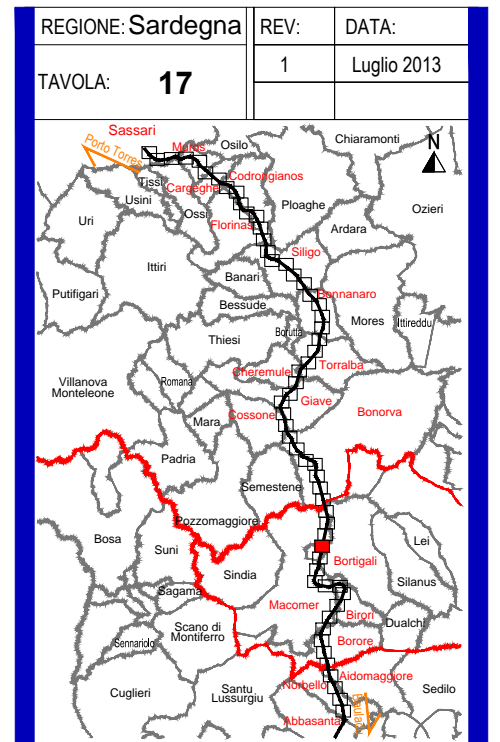 REGIONE: Sardegna REV: DATA:
TAVOLA: 17 1 Luglio 2013
Sassari
Porto Torres
Muros
Osilo
Chiaramonti
N
Tissi
Cargeghe
Codrongianos
Usini
Ossi
Ploaghe
Ozieri
Uri
Florinas
Ardara
Siligo
Ittiri
Banari
Putifigari
Bessude
Bonnanaro
Mores
Ittireddu
Thiesi
Borutta
Torralba
Cheremule
Villanova
Monteleone
Romana
Giave
Cossone
Bonorva
Mara
Padria
Semestene
Pozzomaggiore
Bosa
Suni
Lei
Bortigali
Sindia
Silanus
Sagama
Macomer
Birori
Dualchi
Scano di
Montiferro
Sennariolo
Borore
Aidomaggiore
Norbello
Cuglieri
Santu
Lussurgiu
Sedilo
Abbasanta